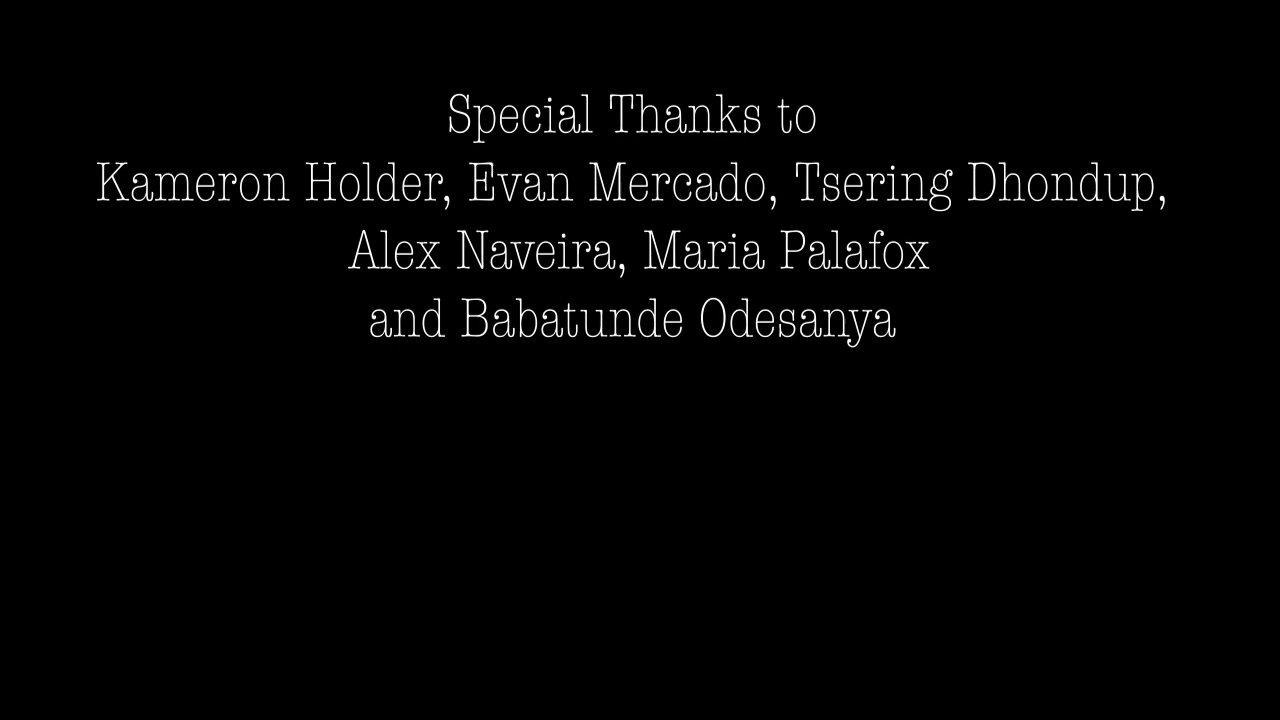 Special Thanks to
Kameron Holder, Evan Mercado, Tsering Dhondup,
Alex Naveira, Maria Palafox
and Babatunde Odesanya